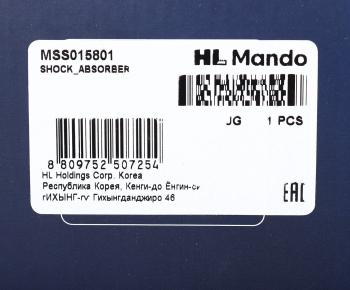 MSS015801 HL Mando
SHOCK_ABSORBER
JG 1 PCS
8 809752 507254
HL Holdings Corp. Korea
Республика Корея, Кенги-до Ёнгин-си
гИХЫНГ-гу Гихынгданджиро 46
EAC